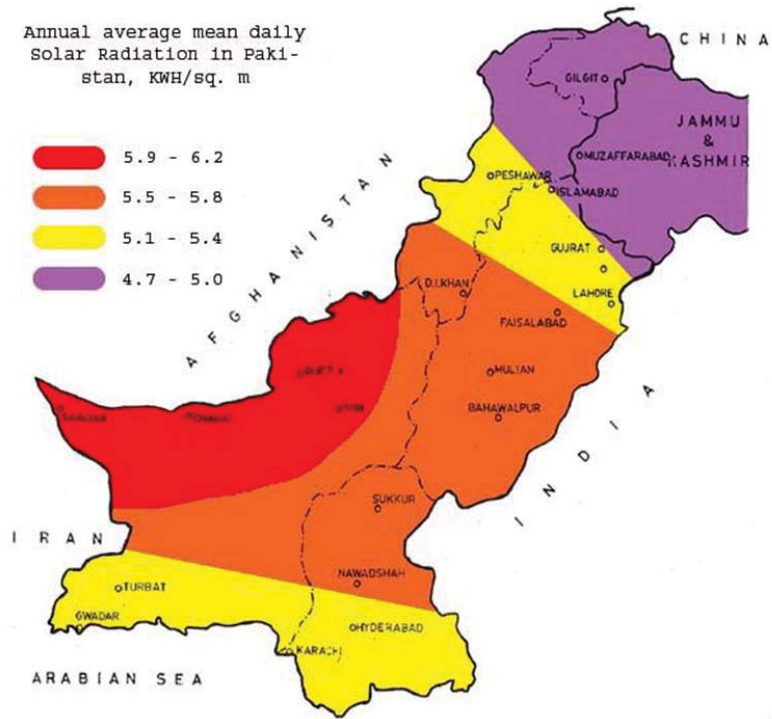 Annual average mean daily
Solar Radiation in Paki-
stan, KWH/sq. m
5.9 - 6.2
5.5 - 5.8
5.1 - 5.4
4.7 - 5.0
CHINA
GILGIT
JAMMU
&
KASHMIR
MUZAFFARABAD
PESHAWAR
ISLAMABAD
AFGHANISTAN
GUJRAT
D.I.KHAN
LAHORE
FAISALABAD
MULTAN
BAHAWALPUR
INDIA
SUKKUR
IRAN
NAWABSHAH
TURBAT
GWADAR
HYDERABAD
KARACHI
ARABIAN SEA